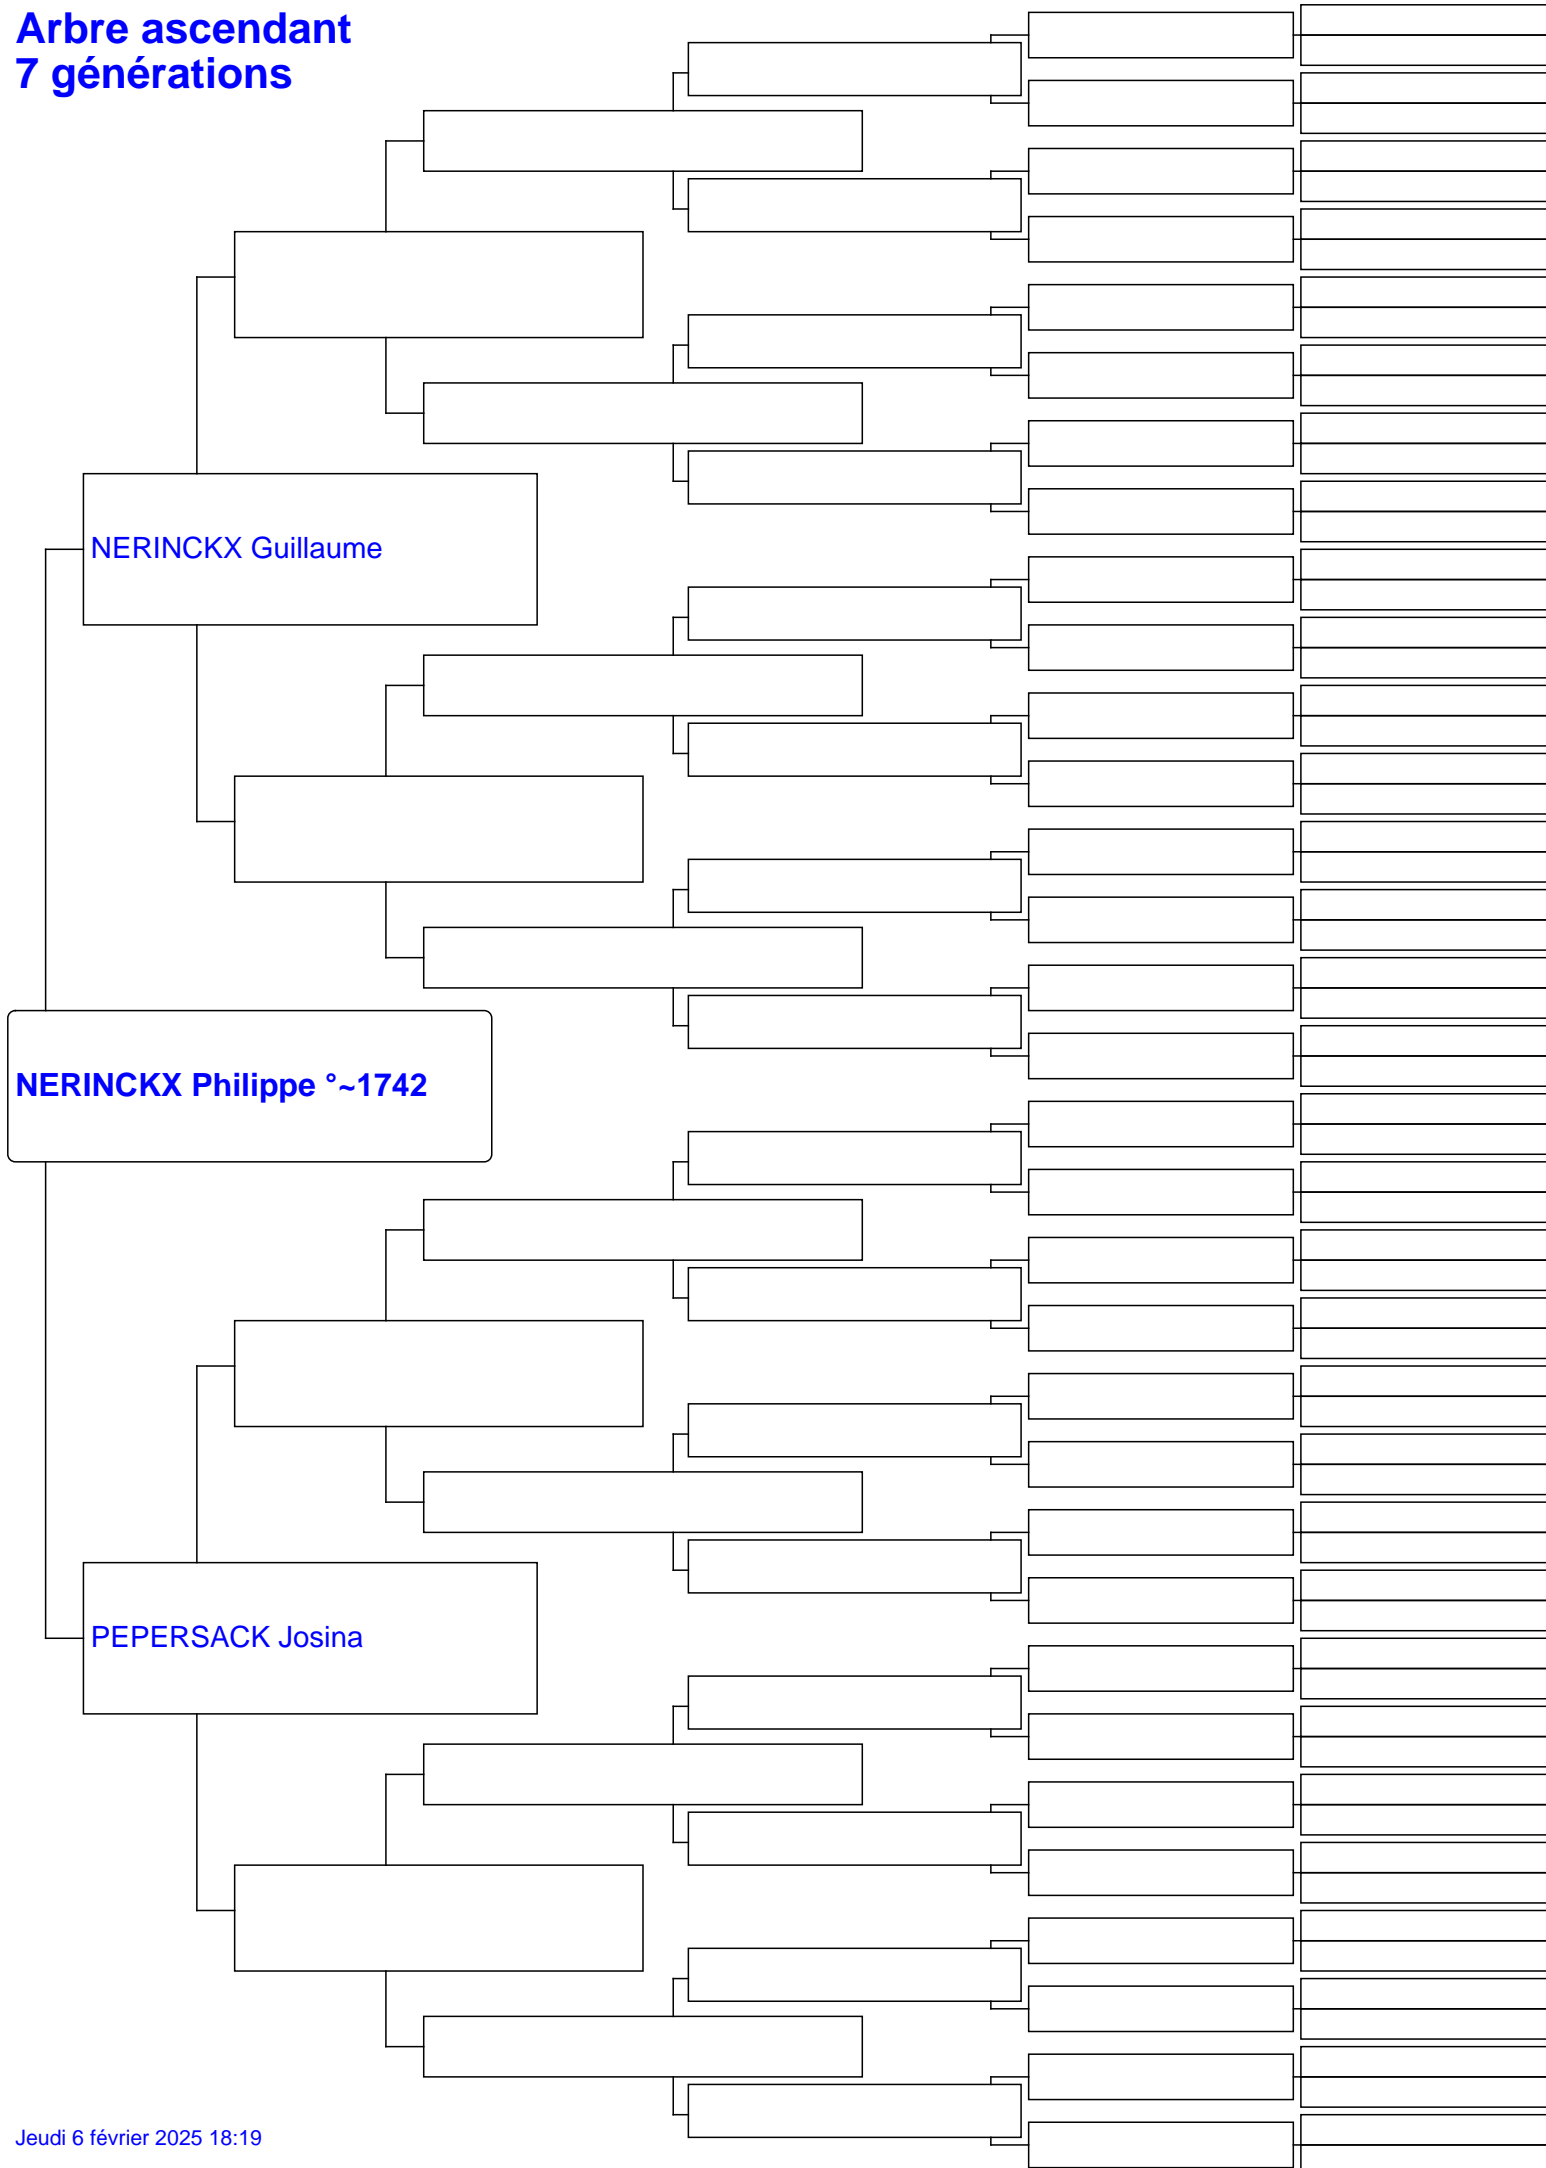 Arbre ascendant
7 générations
NERINCKX Guillaume
NERINCKX Philippe °~1742
PEPERSACK Josina
Jeudi 6 février 2025 18:19